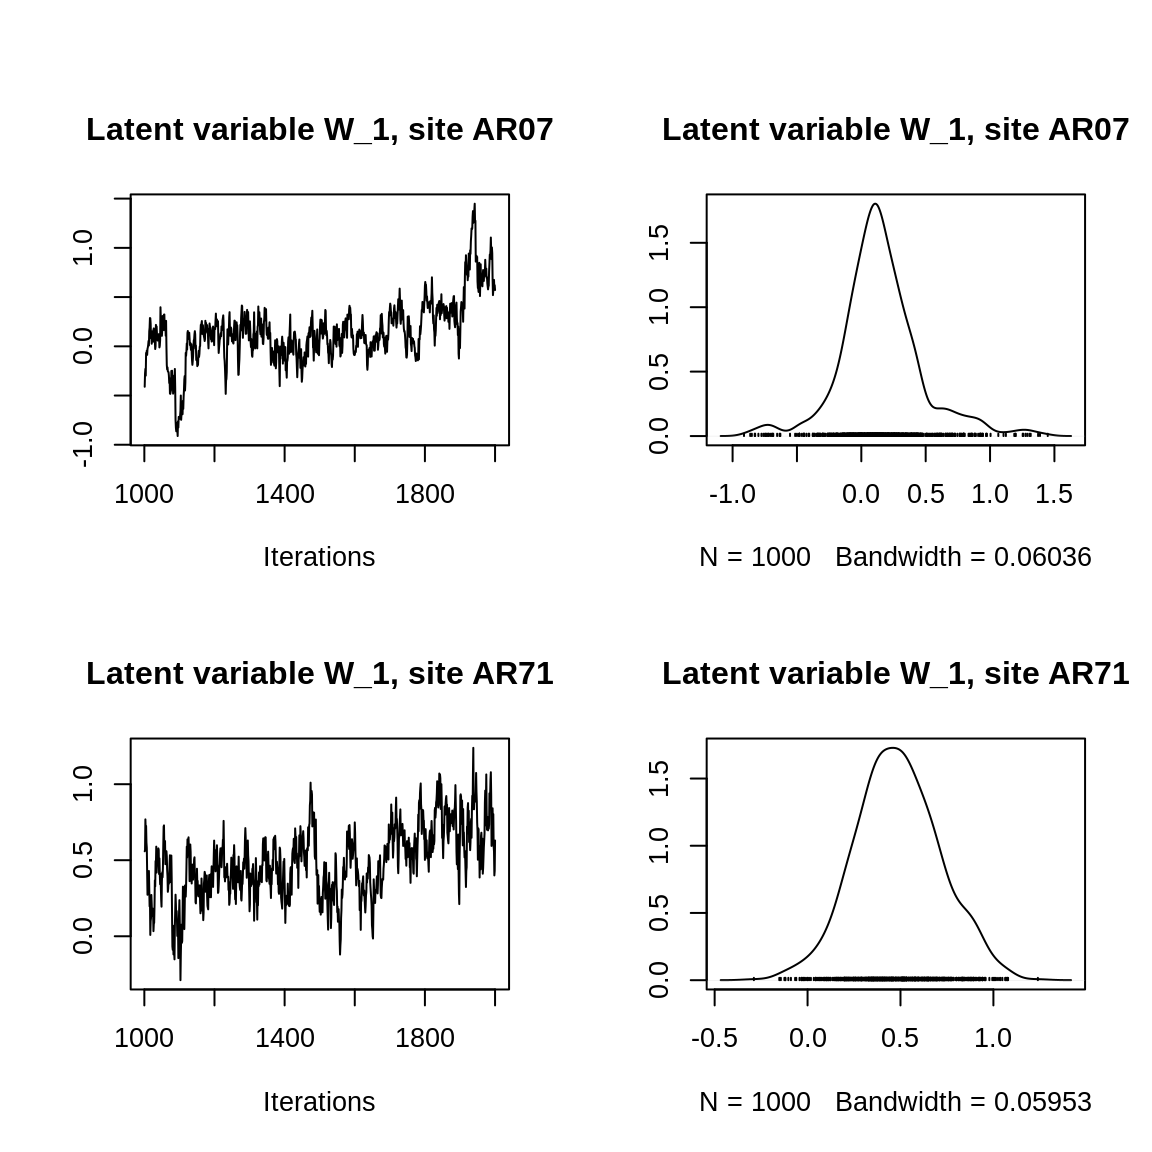 Latent variable W_1, site AR07
1.0
0.0
-1.0
1000 1400 1800
Iterations
Latent variable W_1, site AR07
1.5
1.0
0.5
0.0
-1.0 0.0 0.5 1.0 1.5
N = 1000 Bandwidth = 0.06036
Latent variable W_1, site AR71
1.0
0.5
0.0
1000 1400 1800
Iterations
Latent variable W_1, site AR71
1.5
1.0
0.5
0.0
-0.5 0.0 0.5 1.0
N = 1000 Bandwidth = 0.05953